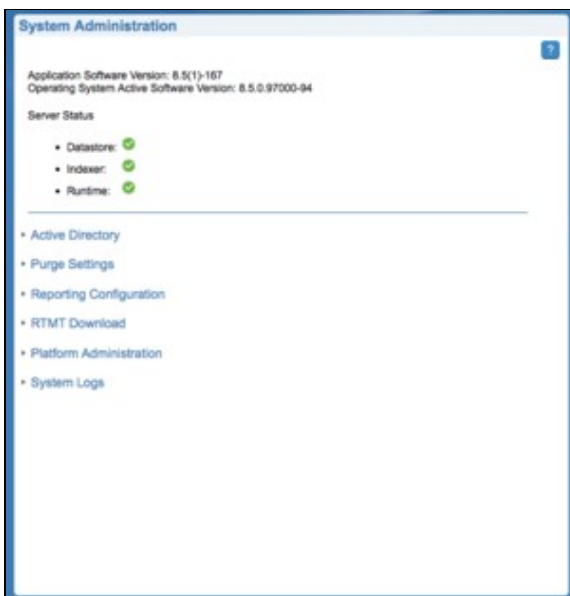 System Administration
?
Application Software Version: 8.5(1)-167
Operating System Active Software Version: 8.5.0.97000-94
Server Status
• Datastore:
• Indexer:
• Runtime:
Active Directory
Purge Settings
Reporting Configuration
RTMT Download
Platform Administration
System Logs